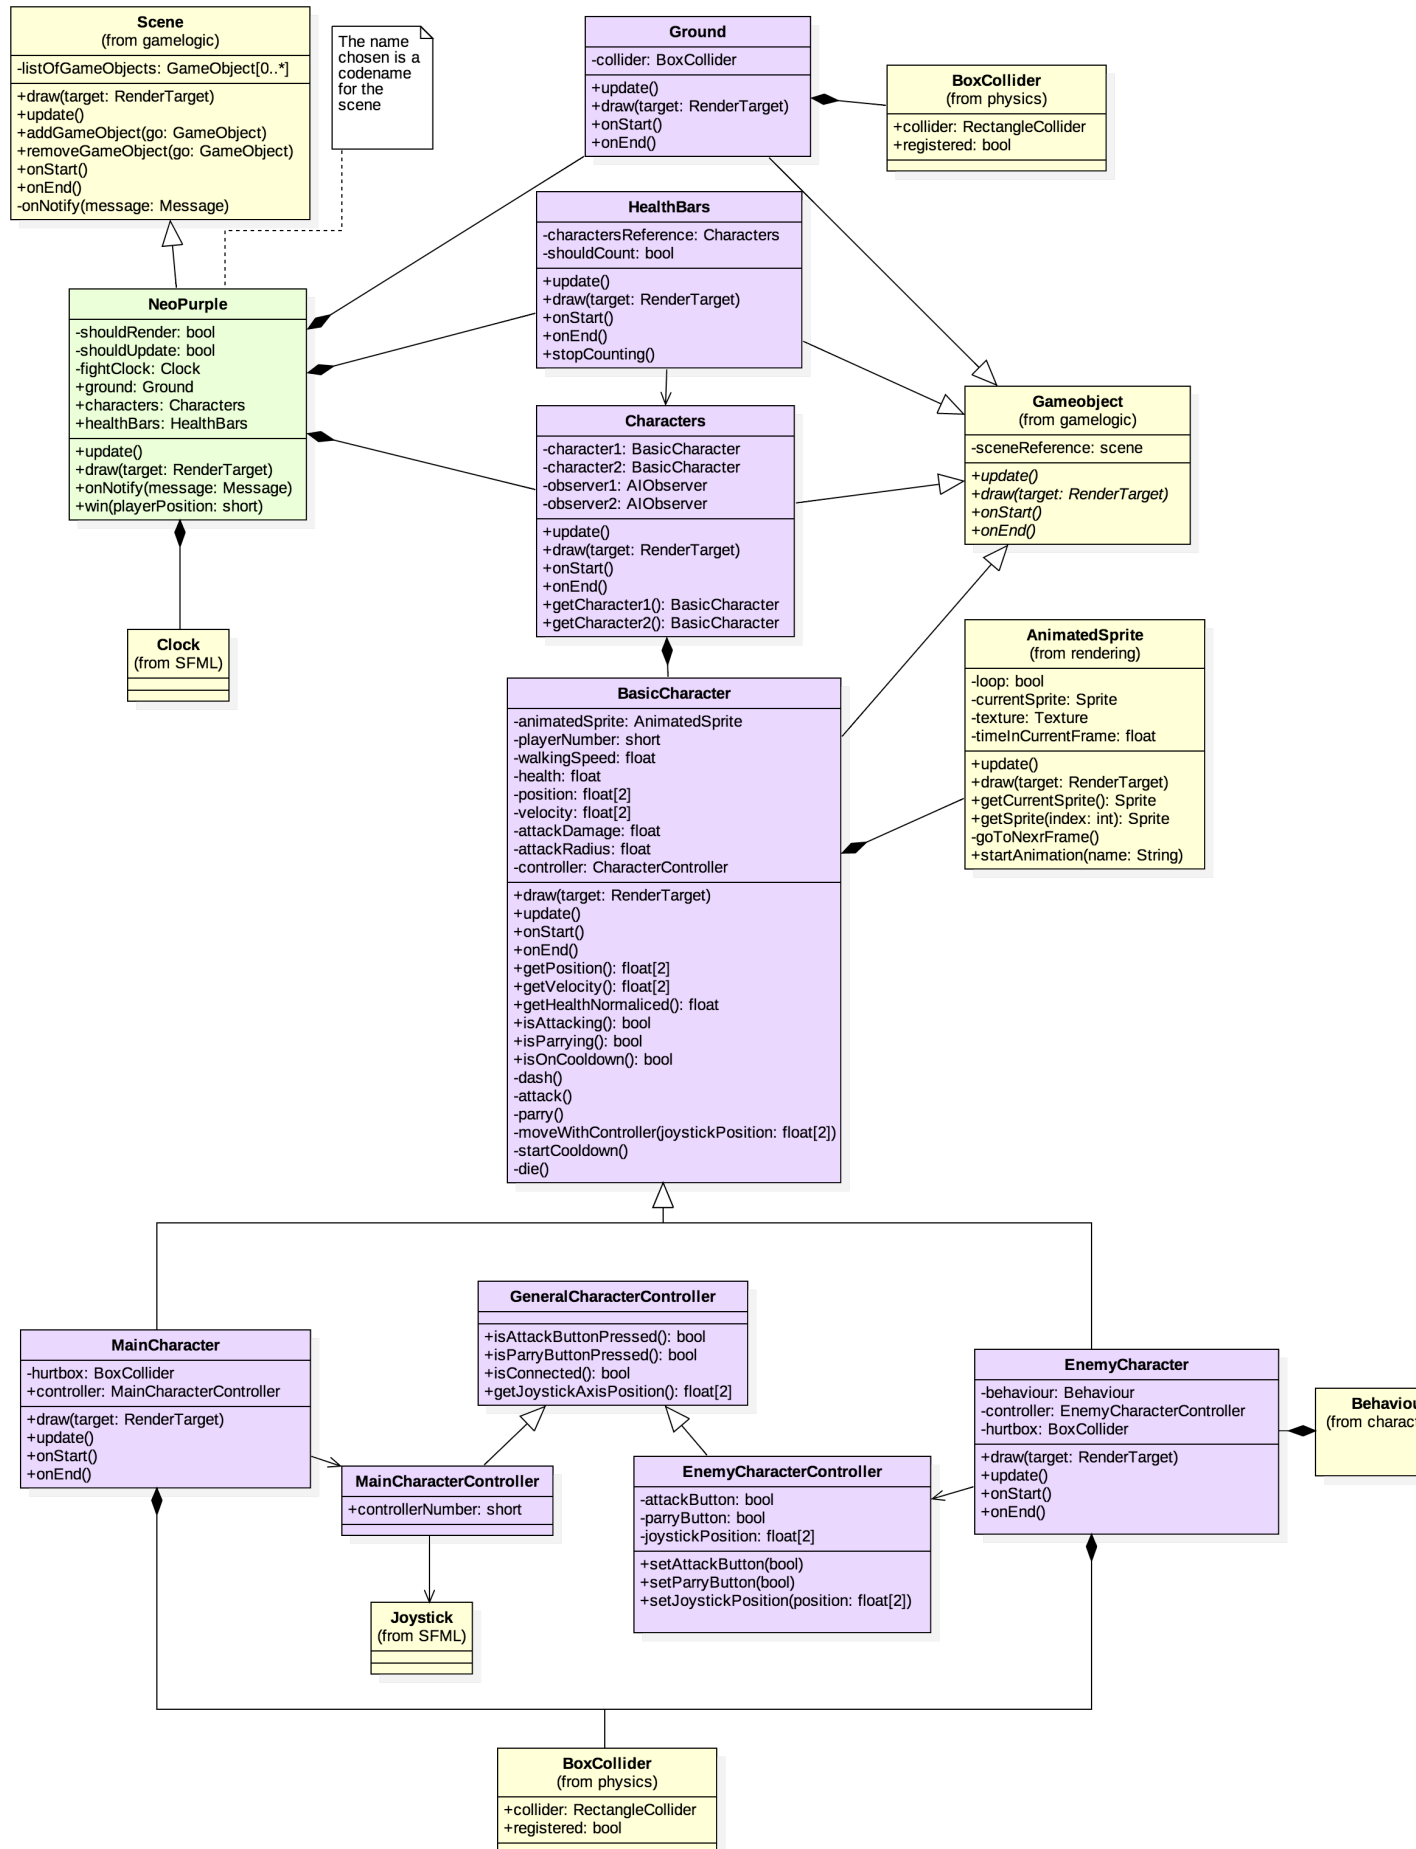 Scene
(from gamelogic)
-listOfGameObjects: GameObject[0..*]
+draw(target: RenderTarget)
+update()
+addGameObject(go: GameObject)
+removeGameObject(go: GameObject)
+onStart()
+onEnd()
-onNotify(message: Message)
The name
chosen is a
codename
for the
scene
Ground
-collider: BoxCollider
+update()
+draw(target: RenderTarget)
+onStart()
+onEnd()
BoxCollider
(from physics)
+collider: RectangleCollider
+registered: bool
HealthBars
-charactersReference: Characters
-shouldCount: bool
+update()
+draw(target: RenderTarget)
+onStart()
+onEnd()
+stopCounting()
NeoPurple
-shouldRender: bool
-shouldUpdate: bool
-fightClock: Clock
+ground: Ground
+characters: Characters
+healthBars: HealthBars
+update()
+draw(target: RenderTarget)
+onNotify(message: Message)
+win(playerPosition: short)
Gameobject
(from gamelogic)
-sceneReference: scene
+update()
+draw(target: RenderTarget)
+onStart()
+onEnd()
Characters
-character1: BasicCharacter
-character2: BasicCharacter
-observer1: AIObserver
-observer2: AIObserver
+update()
+draw(target: RenderTarget)
+onStart()
+onEnd()
+getCharacter1(): BasicCharacter
+getCharacter2(): BasicCharacter
Clock
(from SFML)
AnimatedSprite
(from rendering)
-loop: bool
-currentSprite: Sprite
-texture: Texture
-timeInCurrentFrame: float
+update()
+draw(target: RenderTarget)
+getCurrentSprite(): Sprite
+getSprite(index: int): Sprite
-goToNexrFrame()
+startAnimation(name: String)
BasicCharacter
-animatedSprite: AnimatedSprite
-playerNumber: short
-walkingSpeed: float
-health: float
-position: float[2]
-velocity: float[2]
-attackDamage: float
-attackRadius: float
-controller: CharacterController
+draw(target: RenderTarget)
+update()
+onStart()
+onEnd()
+getPosition(): float[2]
+getVelocity(): float[2]
+getHealthNormaliced(): float
+isAttacking(): bool
+isParrying(): bool
+isOnCooldown(): bool
-dash()
-attack()
-parry()
-moveWithController(joystickPosition: float[2])
-startCooldown()
-die()
GeneralCharacterController
+isAttackButtonPressed(): bool
+isParryButtonPressed(): bool
+isConnected(): bool
+getJoystickAxisPosition(): float[2]
MainCharacter
-hurtbox: BoxCollider
+controller: MainCharacterController
+draw(target: RenderTarget)
+update()
+onStart()
+onEnd()
EnemyCharacter
-behaviour: Behaviour
-controller: EnemyCharacterController
-hurtbox: BoxCollider
+draw(target: RenderTarget)
+update()
+onStart()
+onEnd()
Behaviou
(from charact
MainCharacterController
+controllerNumber: short
EnemyCharacterController
-attackButton: bool
-parryButton: bool
-joystickPosition: float[2]
+setAttackButton(bool)
+setParryButton(bool)
+setJoystickPosition(position: float[2])
Joystick
(from SFML)
BoxCollider
(from physics)
+collider: RectangleCollider
+registered: bool